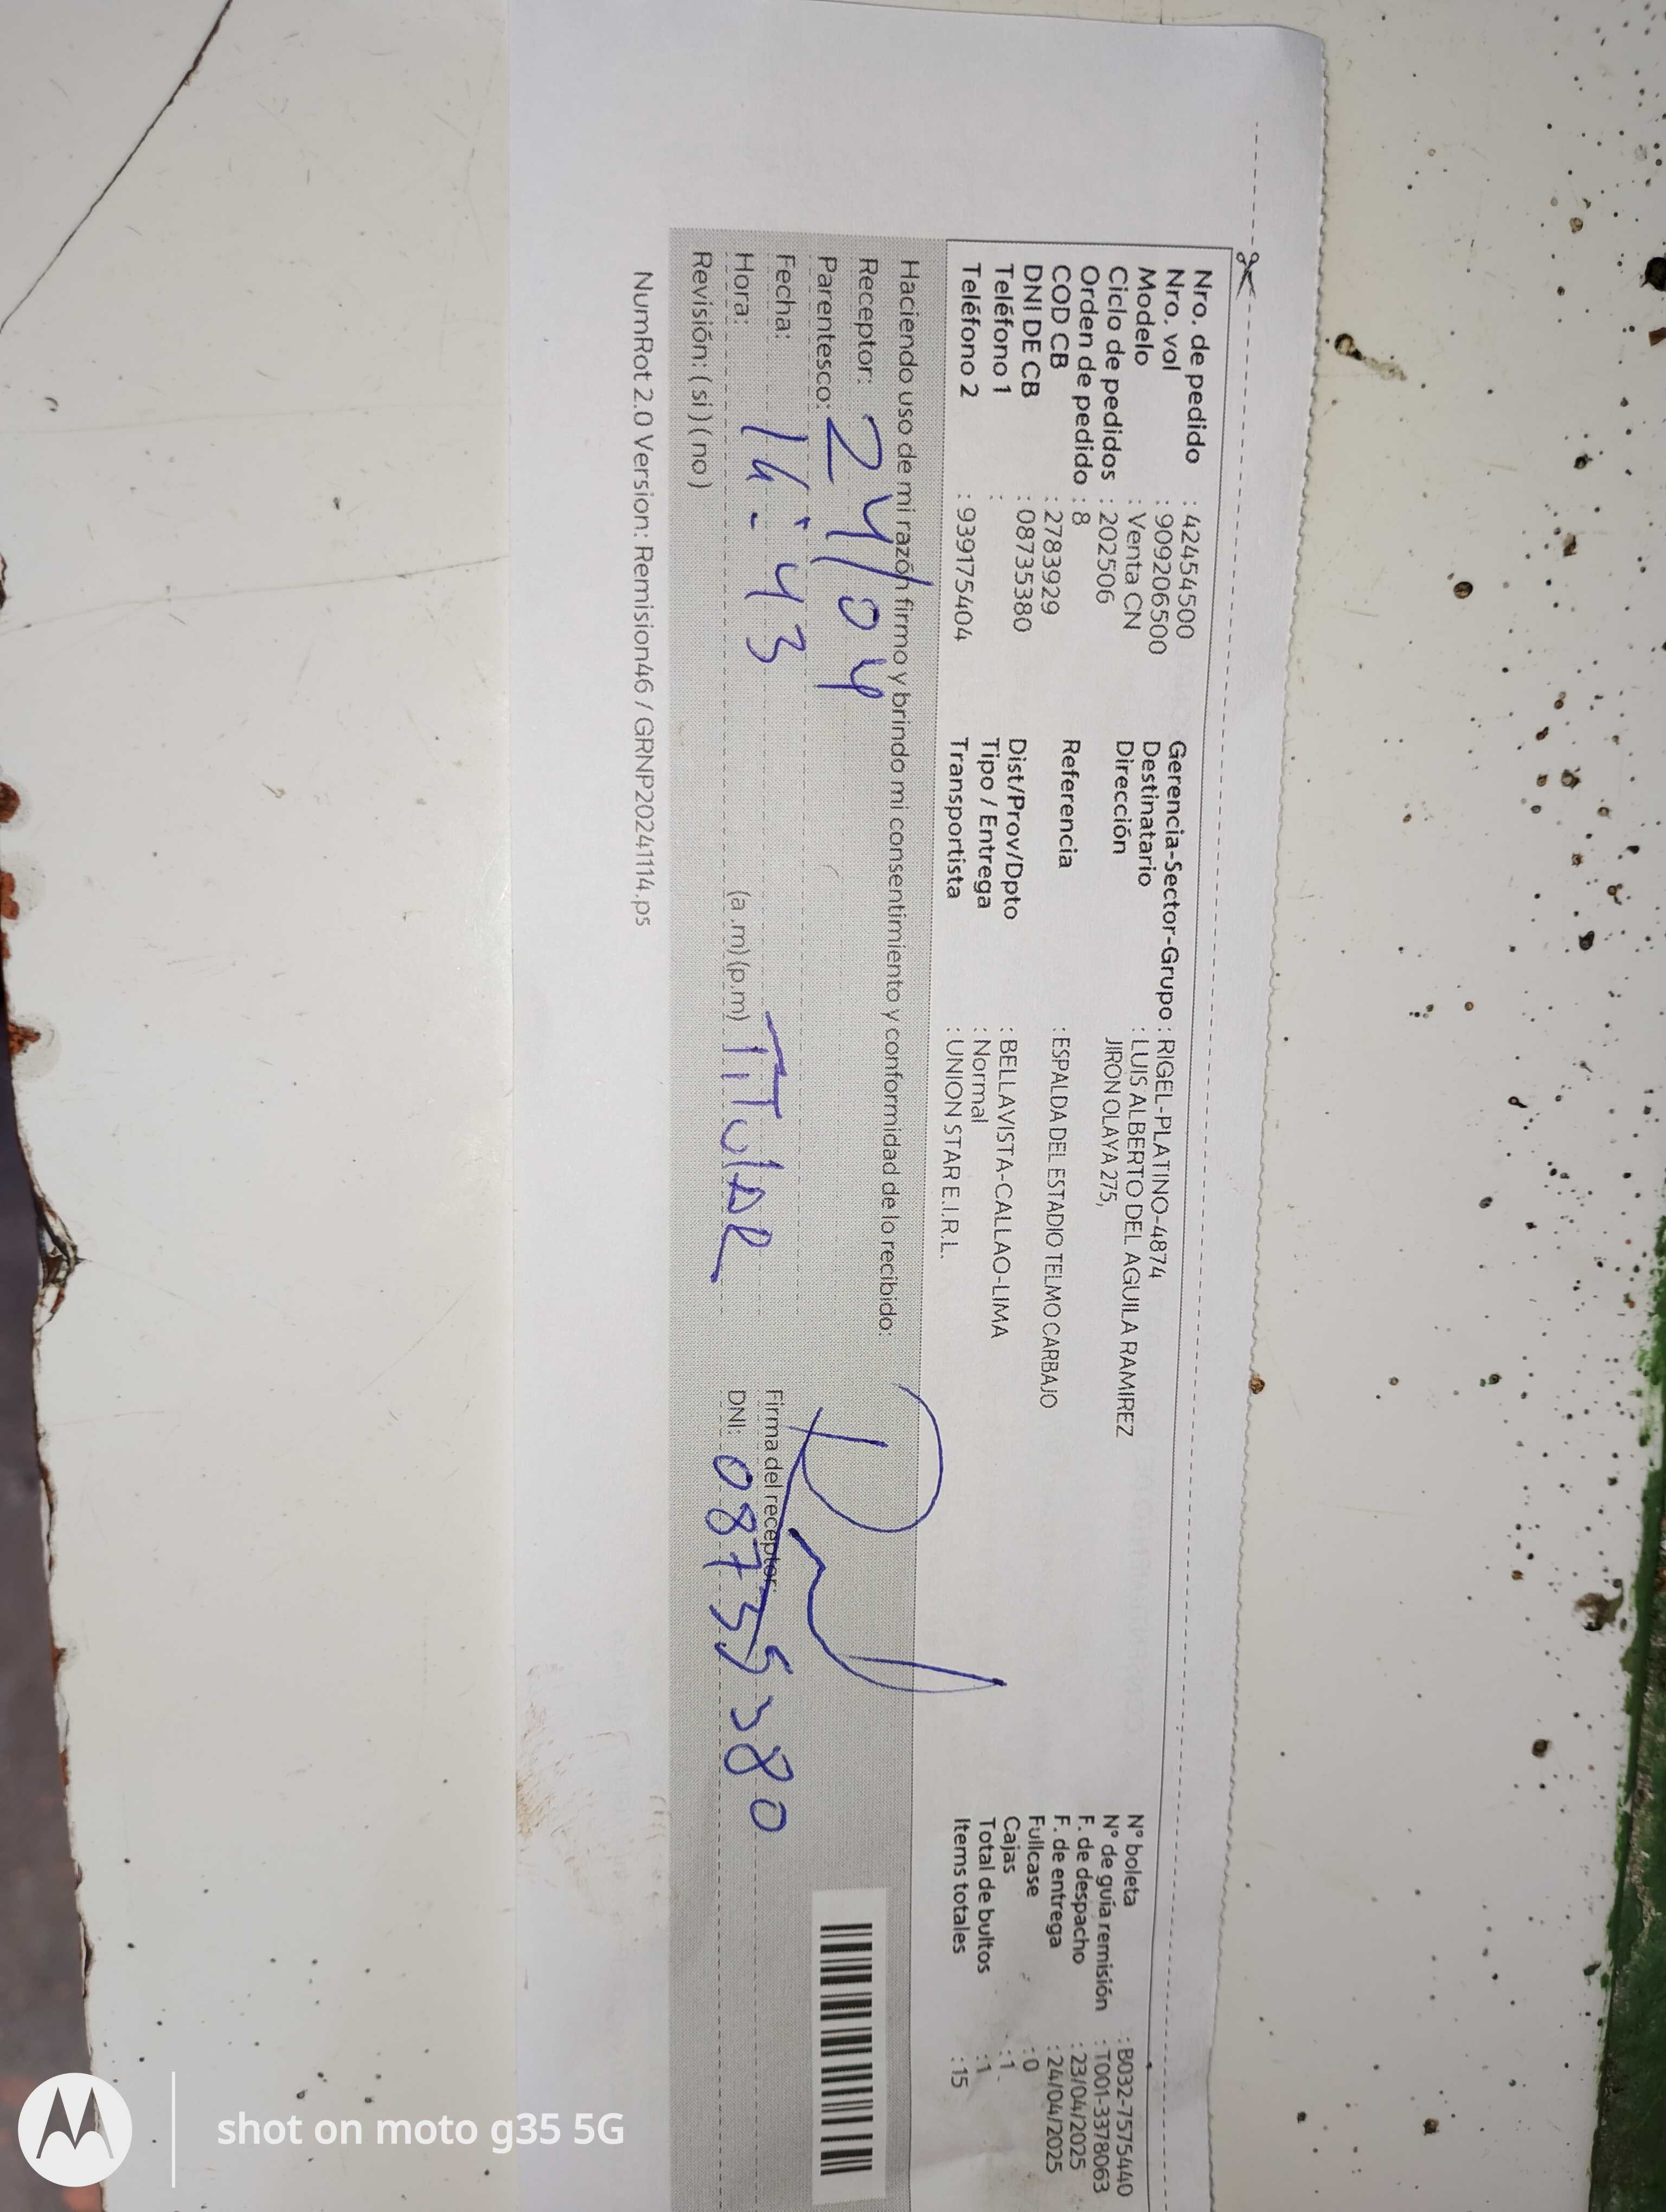 Nro. de pedido : 42454500
Nro. vol : 909206500
Modelo : Venta CN
Ciclo de pedidos : 202506
Orden de pedido : 8
COD CB : 2783929
DNI DE CB : 08735380
Teléfono 1 :
Teléfono 2 : 939175404
Gerencia-Sector-Grupo : RIGEL-PLATINO-4874
Destinatario : LUIS ALBERTO DEL AGUILA RAMIREZ
Dirección JIRON OLAYA 275,
Referencia : ESPALDA DEL ESTADIO TELMO CARBAJO
Dist/Prov/Dpto : BELLAVISTA-CALLAO-LIMA
Tipo / Entrega : Normal
Transportista : UNION STAR E.I.R.L.
N° boleta : B032-7575440
N° de guía remisión : T001-3378063
F. de despacho : 23/04/2025
F. de entrega : 24/04/2025
Fullcase : 0
Cajas : 1
Total de bultos : 1
Items totales : 15
Haciendo uso de mi razón firmo y brindo mi consentimiento y conformidad de lo recibido:
Receptor:
Parentesco: 24/04
Fecha:
Hora: 14:43 (a.m) (p.m) TITULAR
Revisión: ( si ) ( no )
Firma del receptor:
DNI: 08735380
NumRot 2.0 Version: Remision46 / GRNP20241114.ps
shot on moto g35 5G